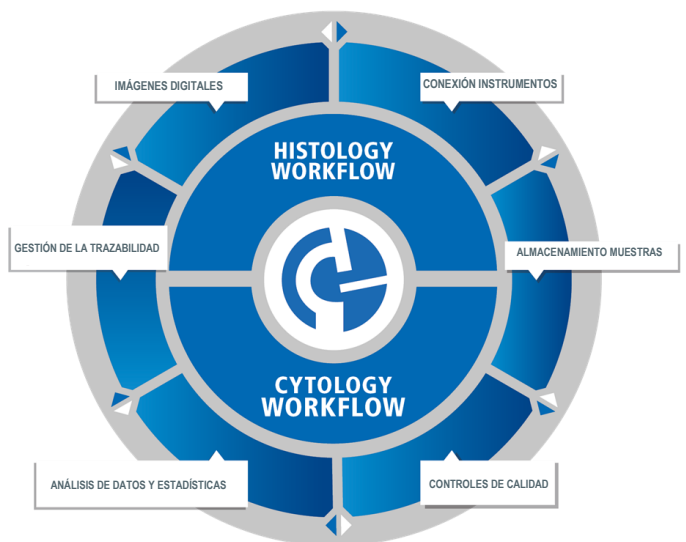 IMÁGENES DIGITALES
CONEXIÓN INSTRUMENTOS
HISTOLOGY
WORKFLOW
GESTIÓN DE LA TRAZABILIDAD
ALMACENAMIENTO MUESTRAS
CYTOLOGY
WORKFLOW
ANÁLISIS DE DATOS Y ESTADÍSTICAS
CONTROLES DE CALIDAD